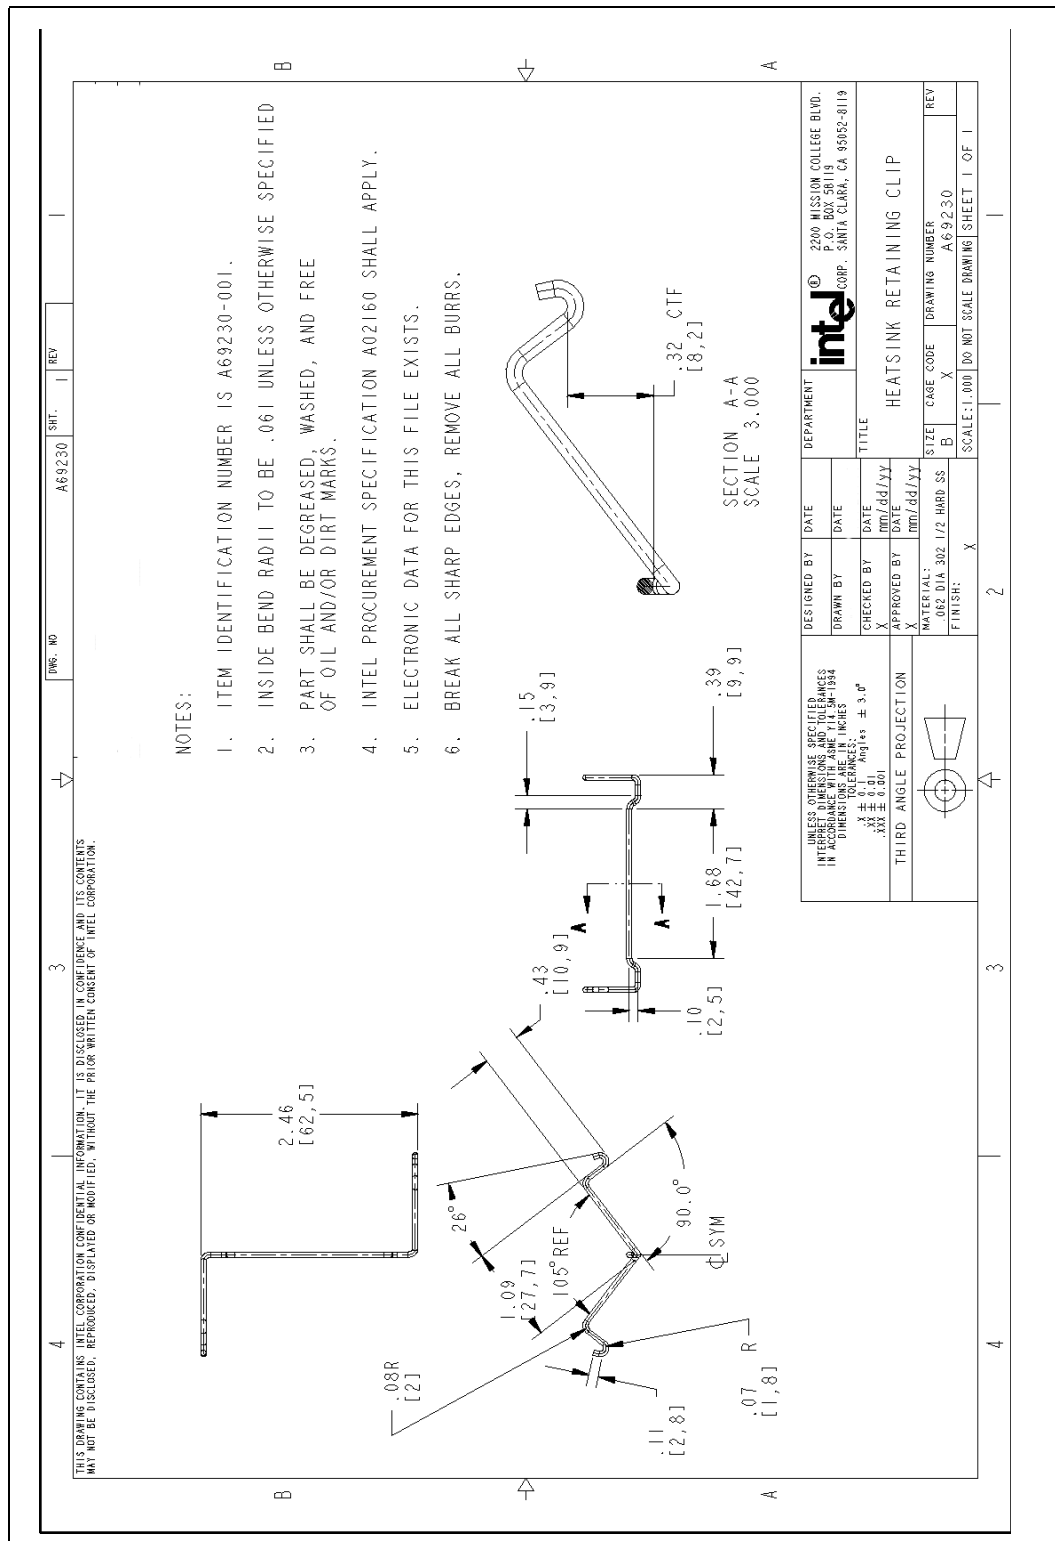 THIS DRAWING CONTAINS INTEL CORPORATION CONFIDENTIAL INFORMATION. IT IS DISCLOSED IN CONFIDENCE AND ITS CONTENTS
MAY NOT BE DISCLOSED, REPRODUCED, DISPLAYED OR MODIFIED, WITHOUT THE PRIOR WRITTEN CONSENT OF INTEL CORPORATION.
DWG. NO
A69230
SHT.
1
REV
4
3
1
B
A
NOTES:
1. ITEM IDENTIFICATION NUMBER IS A69230-001.
2. INSIDE BEND RADII TO BE .061 UNLESS OTHERWISE SPECIFIED
3. PART SHALL BE DEGREASED, WASHED, AND FREE
OF OIL AND/OR DIRT MARKS.
4. INTEL PROCUREMENT SPECIFICATION A02160 SHALL APPLY.
5. ELECTRONIC DATA FOR THIS FILE EXISTS.
6. BREAK ALL SHARP EDGES, REMOVE ALL BURRS.
2.46
[62,5]
.08R
[2]
1.09
[27,7]
26°
105°REF
90.0°
.43
[10,9]
.11
[2,8]
.07
[1,8]
R
℄ SYM
.15
[3,9]
A
A
.10
[2,5]
1.68
[42,7]
.39
[9,9]
.32 CTF
[8,2]
SECTION A-A
SCALE 3.000
UNLESS OTHERWISE SPECIFIED
INTERPRET DIMENSIONS AND TOLERANCES
IN ACCORDANCE WITH ASME Y14.5M-1994
DIMENSIONS ARE IN INCHES
TOLERANCES:
.X ± 0.1 Angles ± 3.0°
.XX ± 0.01
.XXX ± 0.001
THIRD ANGLE PROJECTION
DESIGNED BY
DATE
DRAWN BY
DATE
CHECKED BY
X
DATE
mm/dd/yy
APPROVED BY
X
DATE
mm/dd/yy
MATERIAL:
.062 DIA 302 1/2 HARD SS
FINISH:
X
DEPARTMENT
intel®
CORP.
2200 MISSION COLLEGE BLVD.
P.O. BOX 58119
SANTA CLARA, CA 95052-8119
TITLE
HEATSINK RETAINING CLIP
SIZE
B
CAGE CODE
X
DRAWING NUMBER
A69230
REV
SCALE:1.000
DO NOT SCALE DRAWING
SHEET 1 OF 1
4
3
2
1
B
A